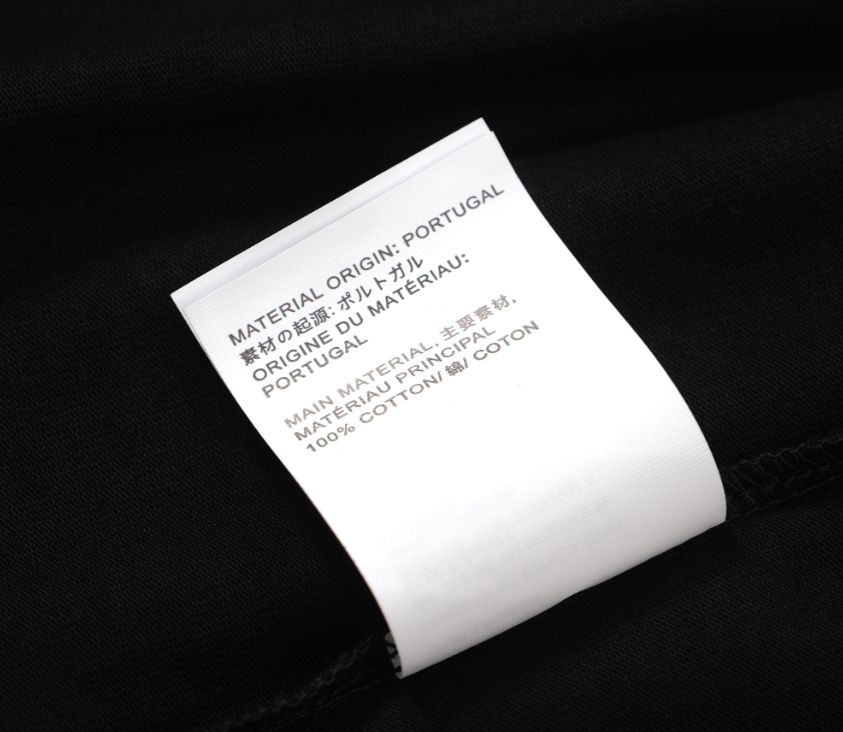 MATERIAL ORIGIN: PORTUGAL
素材の起源: ポルトガル
ORIGINE DU MATÉRIAU:
PORTUGAL
MAIN MATERIAL, 主要素材,
MATÉRIAU PRINCIPAL
100% COTTON/ 綿/ COTON